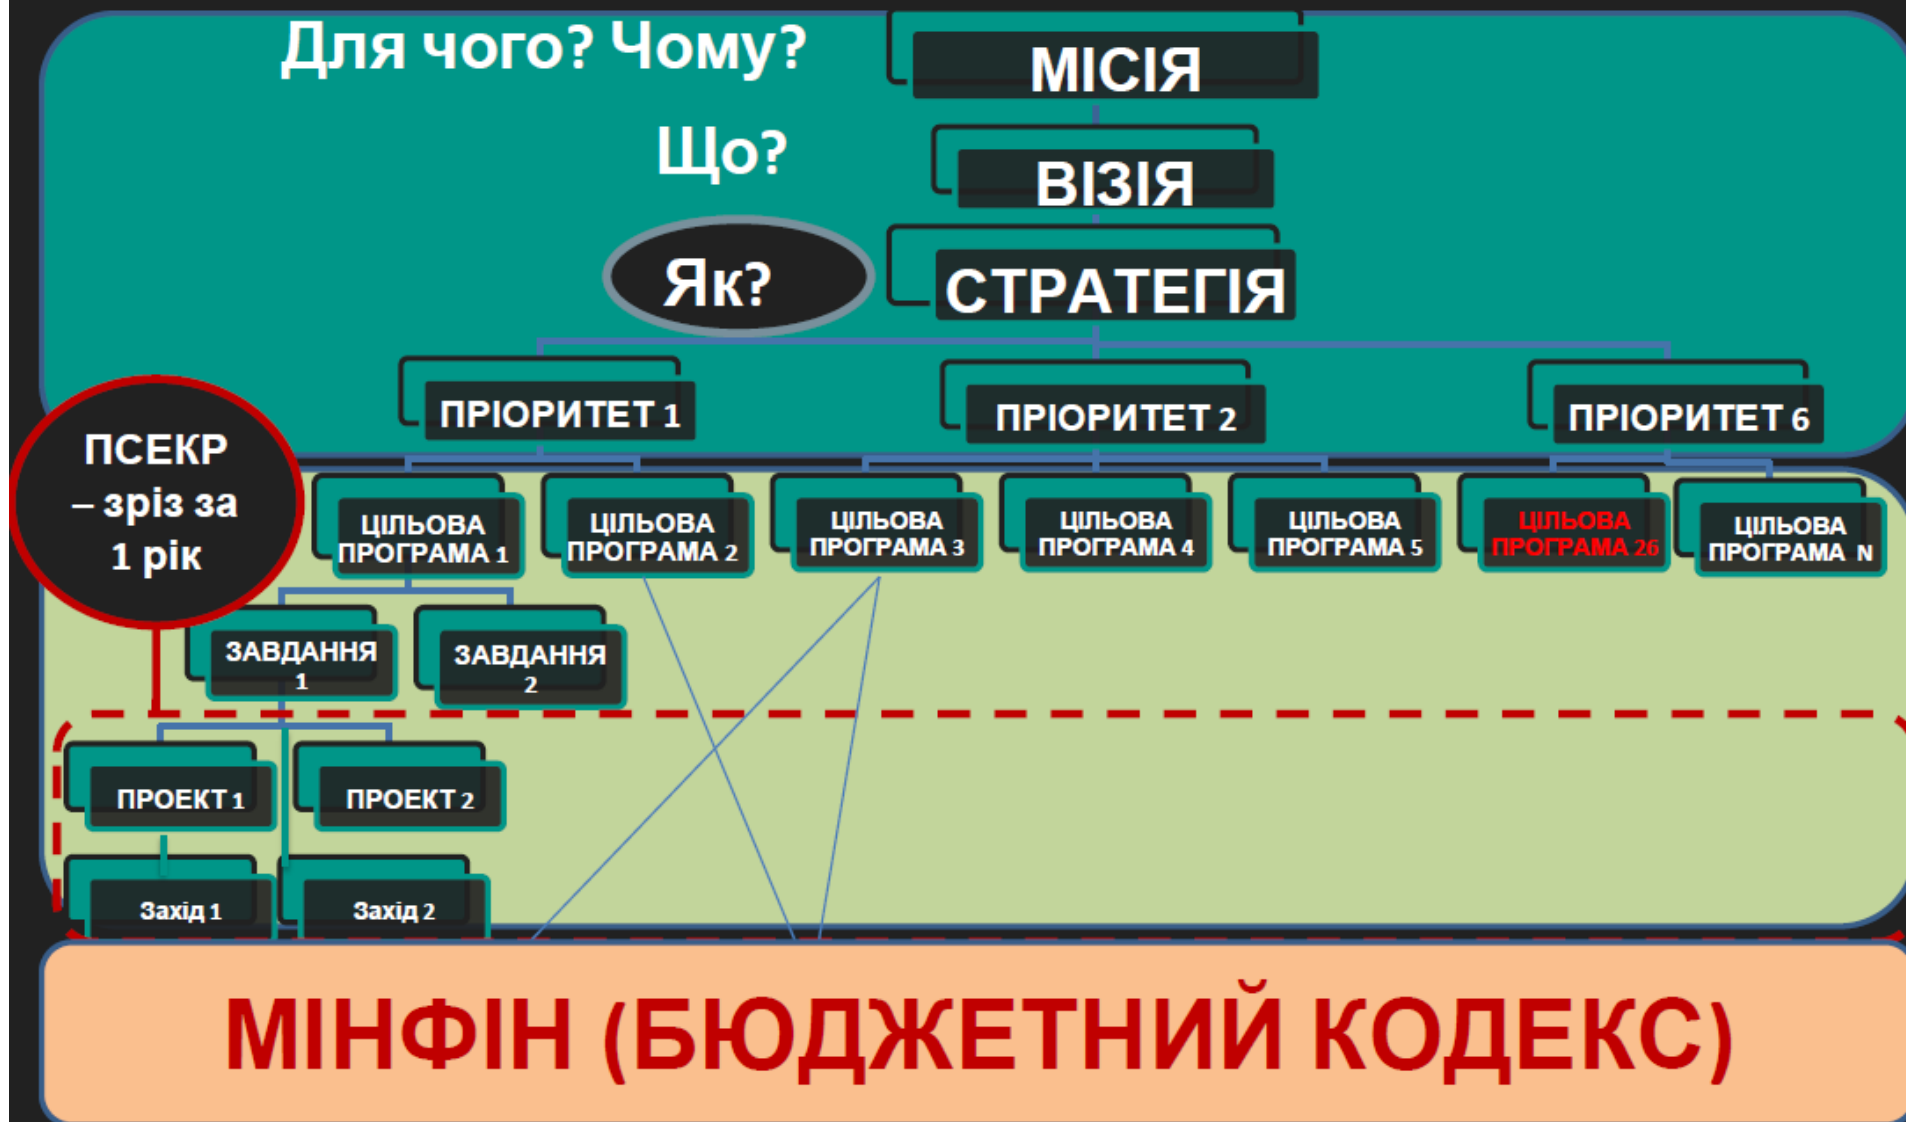 Для чого? Чому?
МІСІЯ
Що?
ВІЗІЯ
Як?
СТРАТЕГІЯ
ПРІОРИТЕТ 1
ПРІОРИТЕТ 2
ПРІОРИТЕТ 6
ПСЕКР
– зріз за
1 рік
ЦІЛЬОВА
ПРОГРАМА 1
ЦІЛЬОВА
ПРОГРАМА 2
ЦІЛЬОВА
ПРОГРАМА 3
ЦІЛЬОВА
ПРОГРАМА 4
ЦІЛЬОВА
ПРОГРАМА 5
ЦІЛЬОВА
ПРОГРАМА 26
ЦІЛЬОВА
ПРОГРАМА N
ЗАВДАННЯ
1
ЗАВДАННЯ
2
ПРОЕКТ 1
ПРОЕКТ 2
Захід 1
Захід 2
МІНФІН (БЮДЖЕТНИЙ КОДЕКС)